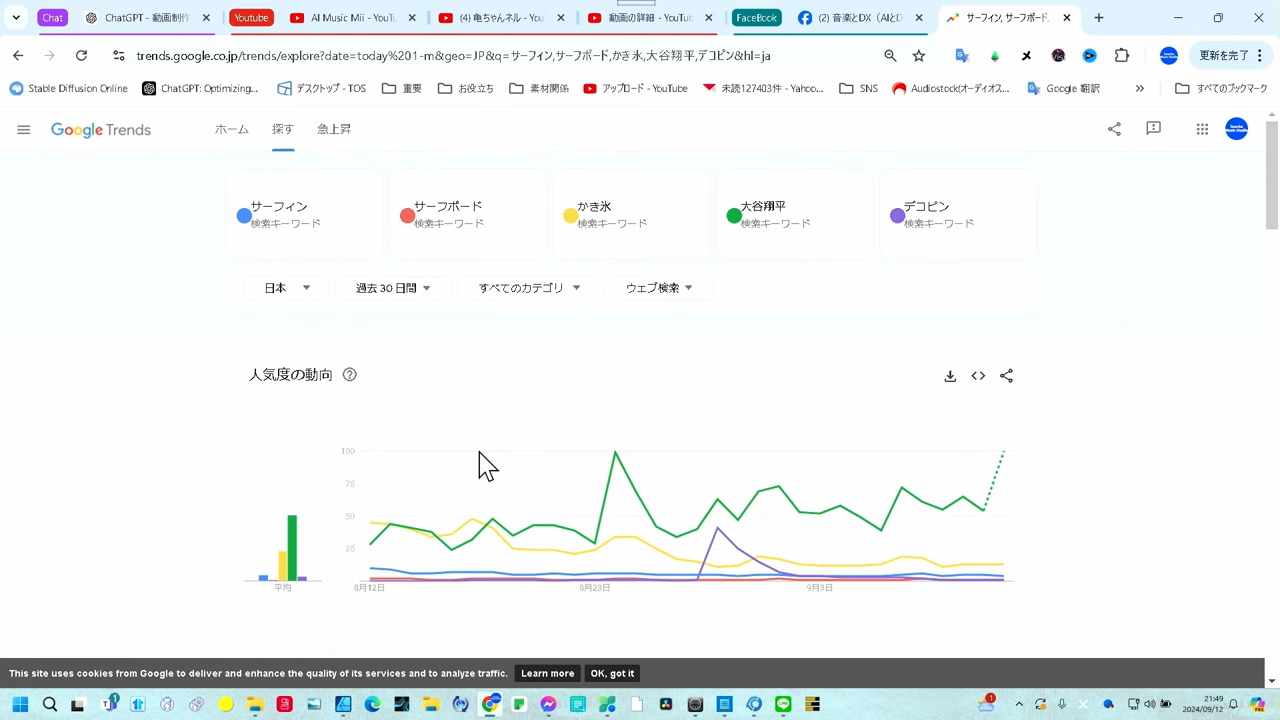 Chat
ChatGPT - 動画制作
Youtube
AI Music Mii - YouT
(4) 亀ちゃんネル - You
動画の詳細 - YouTub
FaceBook
(2) 音楽とDX（AIとD
サーフィン, サーフボード,
trends.google.co.jp/trends/explore?date=today%201-m&geo=JP&q=サーフィン,サーフボード,かき氷,大谷翔平,デコピン&hl=ja
更新を完了
Stable Diffusion Online
ChatGPT: Optimizing...
デスクトップ - TOS
重要
お役立ち
素材関係
アップロード - YouTube
未読127403件 - Yahoo...
SNS
Audiostock(オーディオス...
Google 翻訳
»
すべてのブックマーク
Google Trends
ホーム
探す
急上昇
サーフィン
検索キーワード
サーフボード
検索キーワード
かき氷
検索キーワード
大谷翔平
検索キーワード
デコピン
検索キーワード
日本
過去 30 日間
すべてのカテゴリ
ウェブ検索
人気度の動向
100
75
50
25
平均
8月12日
8月23日
9月3日
This site uses cookies from Google to deliver and enhance the quality of its services and to analyze traffic.
Learn more
OK, got it
21:49
2024/09/12